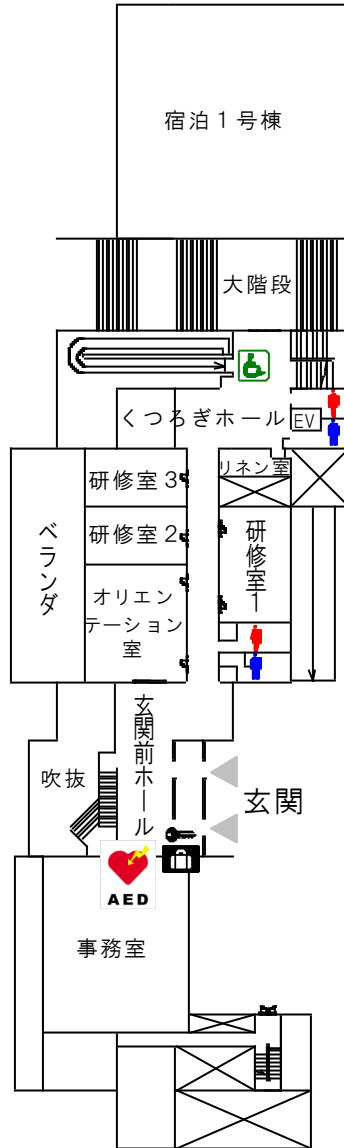 宿泊１号棟
大階段
くつろぎホール
EV
リネン室
研修室３
研修室２
オリエン
テーション
室
ベランダ
研修室１
玄関前ホール
吹抜
玄関
AED
事務室